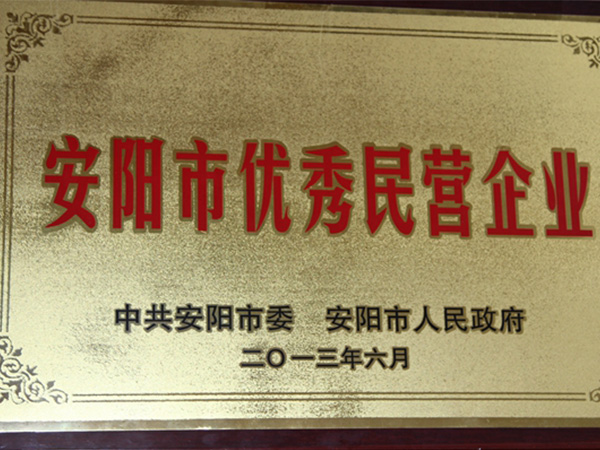 安阳市优秀民营企业
中共安阳市委 安阳市人民政府
二〇一三年六月